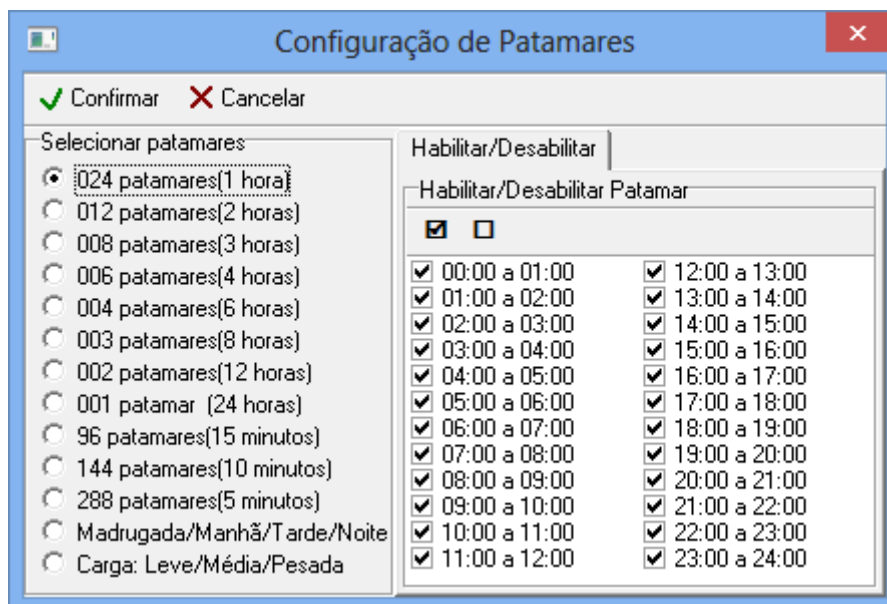 Configuração de Patamares
Confirmar Cancelar
Selecionar patamares
024 patamares(1 hora)
012 patamares(2 horas)
008 patamares(3 horas)
006 patamares(4 horas)
004 patamares(6 horas)
003 patamares(8 horas)
002 patamares(12 horas)
001 patamar (24 horas)
96 patamares(15 minutos)
144 patamares(10 minutos)
288 patamares(5 minutos)
Madrugada/Manhã/Tarde/Noite
Carga: Leve/Média/Pesada
Habilitar/Desabilitar
Habilitar/Desabilitar Patamar
00:00 a 01:00
01:00 a 02:00
02:00 a 03:00
03:00 a 04:00
04:00 a 05:00
05:00 a 06:00
06:00 a 07:00
07:00 a 08:00
08:00 a 09:00
09:00 a 10:00
10:00 a 11:00
11:00 a 12:00
12:00 a 13:00
13:00 a 14:00
14:00 a 15:00
15:00 a 16:00
16:00 a 17:00
17:00 a 18:00
18:00 a 19:00
19:00 a 20:00
20:00 a 21:00
21:00 a 22:00
22:00 a 23:00
23:00 a 24:00